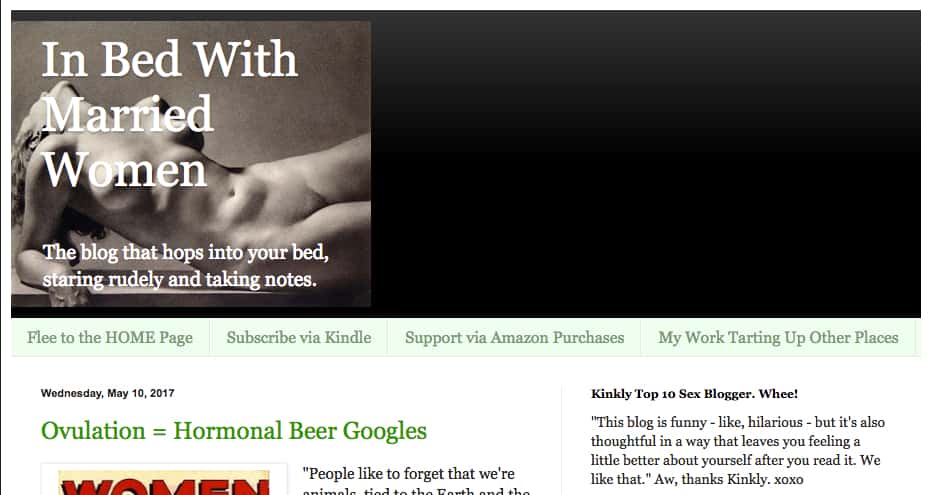 In Bed With
Married
Women
The blog that hops into your bed,
staring rudely and taking notes.
Flee to the HOME Page
Subscribe via Kindle
Support via Amazon Purchases
My Work Tarting Up Other Places
Wednesday, May 10, 2017
Ovulation = Hormonal Beer Googles
WOMEN
"People like to forget that we're
animals, tied to the Earth and the
Kinkly Top 10 Sex Blogger. Whee!
"This blog is funny - like, hilarious - but it's also
thoughtful in a way that leaves you feeling a
little better about yourself after you read it. We
like that." Aw, thanks Kinkly. xoxo